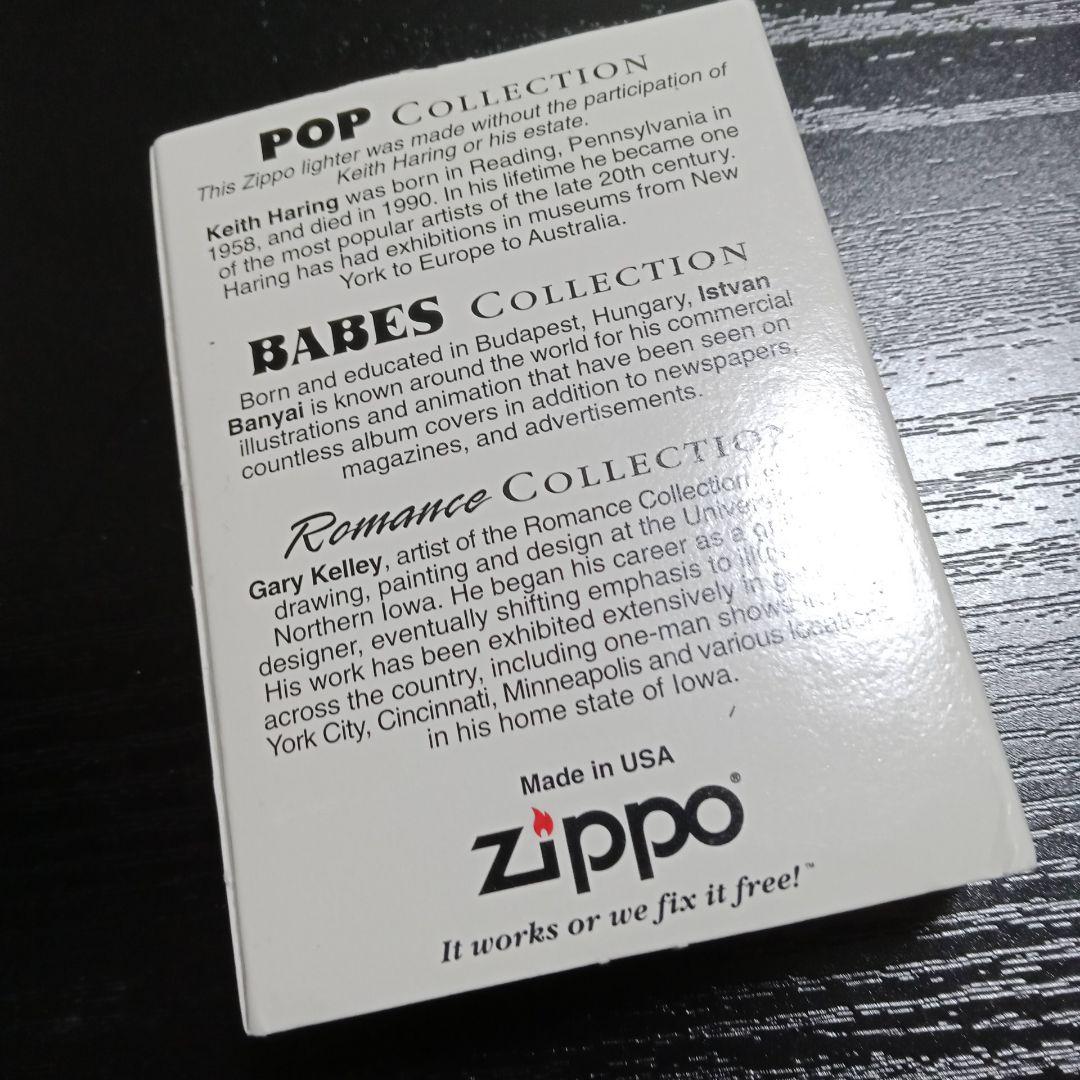 POP COLLECTION
This Zippo lighter was made without the participation of
Keith Haring or his estate.
Keith Haring was born in Reading, Pennsylvania in
1958, and died in 1990. In his lifetime he became one
of the most popular artists of the late 20th century.
Haring has had exhibitions in museums from New
York to Europe to Australia.
BABES COLLECTION
Born and educated in Budapest, Hungary, Istvan
Banyai is known around the world for his commercial
illustrations and animation that have been seen on
countless album covers in addition to newspapers,
magazines, and advertisements.
Romance COLLECTION
Gary Kelley, artist of the Romance Collection
drawing, painting and design at the
Northern Iowa. He began his career as a
designer, eventually shifting emphasis to
His work has been exhibited extensively in
across the country, including one-man shows
York City, Cincinnati, Minneapolis and various locations
in his home state of Iowa.
Made in USA
zippo®
It works or we fix it free!™